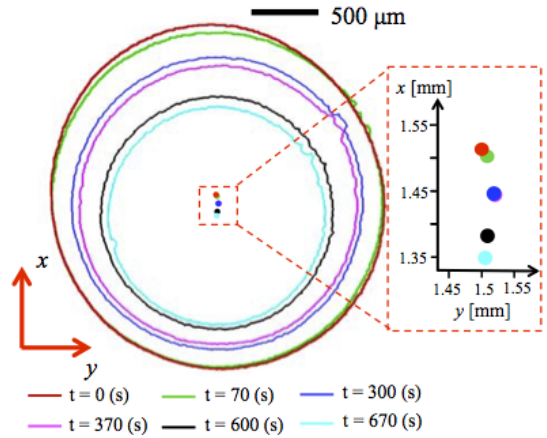 500 μm
x [mm]
1.55
1.45
1.35
1.45 1.5 1.55
y [mm]
x
y
t = 0 (s) t = 70 (s) t = 300 (s)
t = 370 (s) t = 600 (s) t = 670 (s)